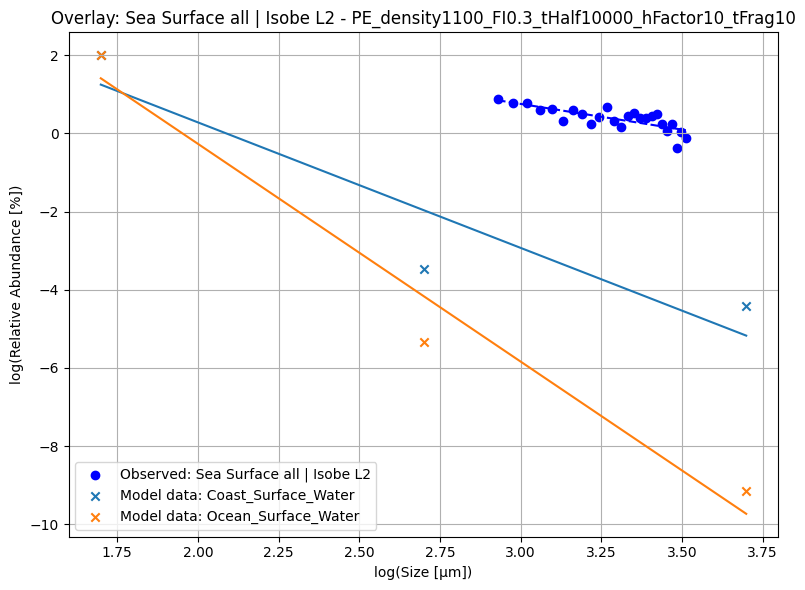 Overlay: Sea Surface all | Isobe L2 - PE_density1100_FI0.3_tHalf10000_hFactor10_tFrag10
log(Relative Abundance [%])
2
0
−2
−4
−6
−8
−10
Observed: Sea Surface all | Isobe L2
Model data: Coast_Surface_Water
Model data: Ocean_Surface_Water
1.75 2.00 2.25 2.50 2.75 3.00 3.25 3.50 3.75
log(Size [μm])